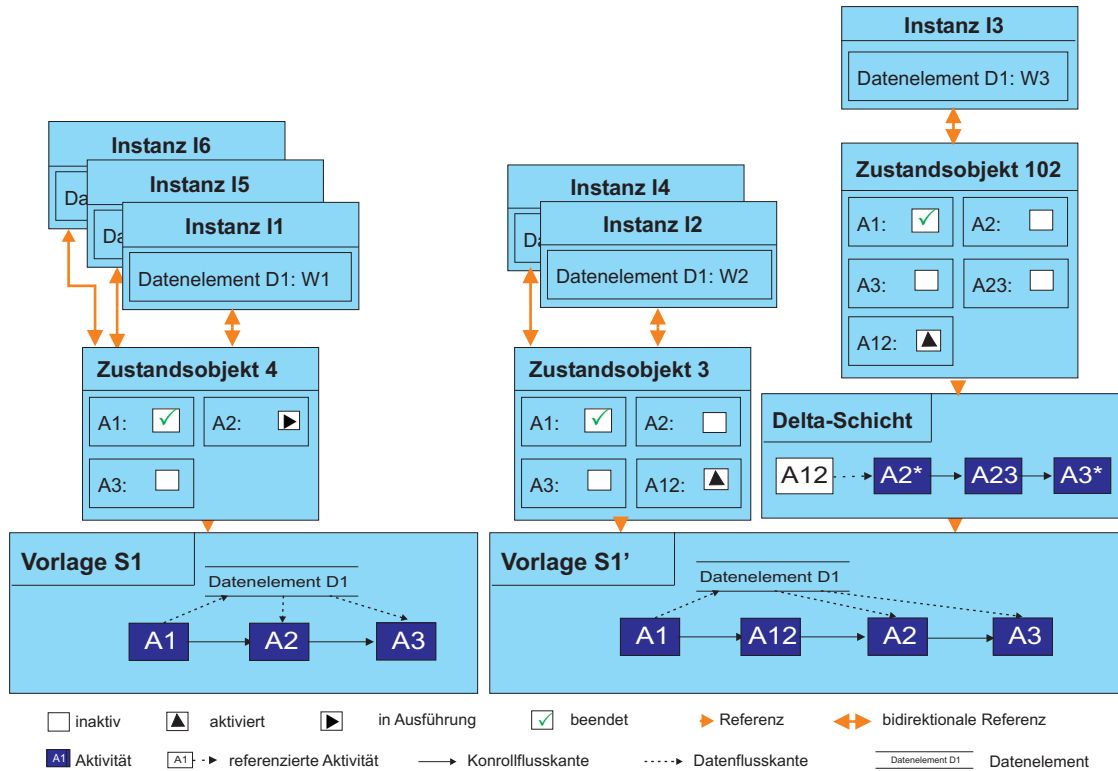 Instanz I3
Datenelement D1: W3
Instanz I6
Da
Instanz I5
Da
Instanz I1
Datenelement D1: W1
Instanz I4
D
Instanz I2
Datenelement D1: W2
Zustandsobjekt 102
A1:
A2:
A3:
A23:
A12:
Zustandsobjekt 4
A1:
A2:
A3:
Zustandsobjekt 3
A1:
A2:
A3:
A12:
Delta-Schicht
A12 A2* A23 A3*
Vorlage S1
Datenelement D1
A1 A2 A3
Vorlage S1’
Datenelement D1
A1 A12 A2 A3
inaktiv aktiviert in Ausführung beendet Referenz bidirektionale Referenz
A1 Aktivität A1 referenzierte Aktivität Konrollflusskante Datenflusskante Datenelement D1 Datenelement